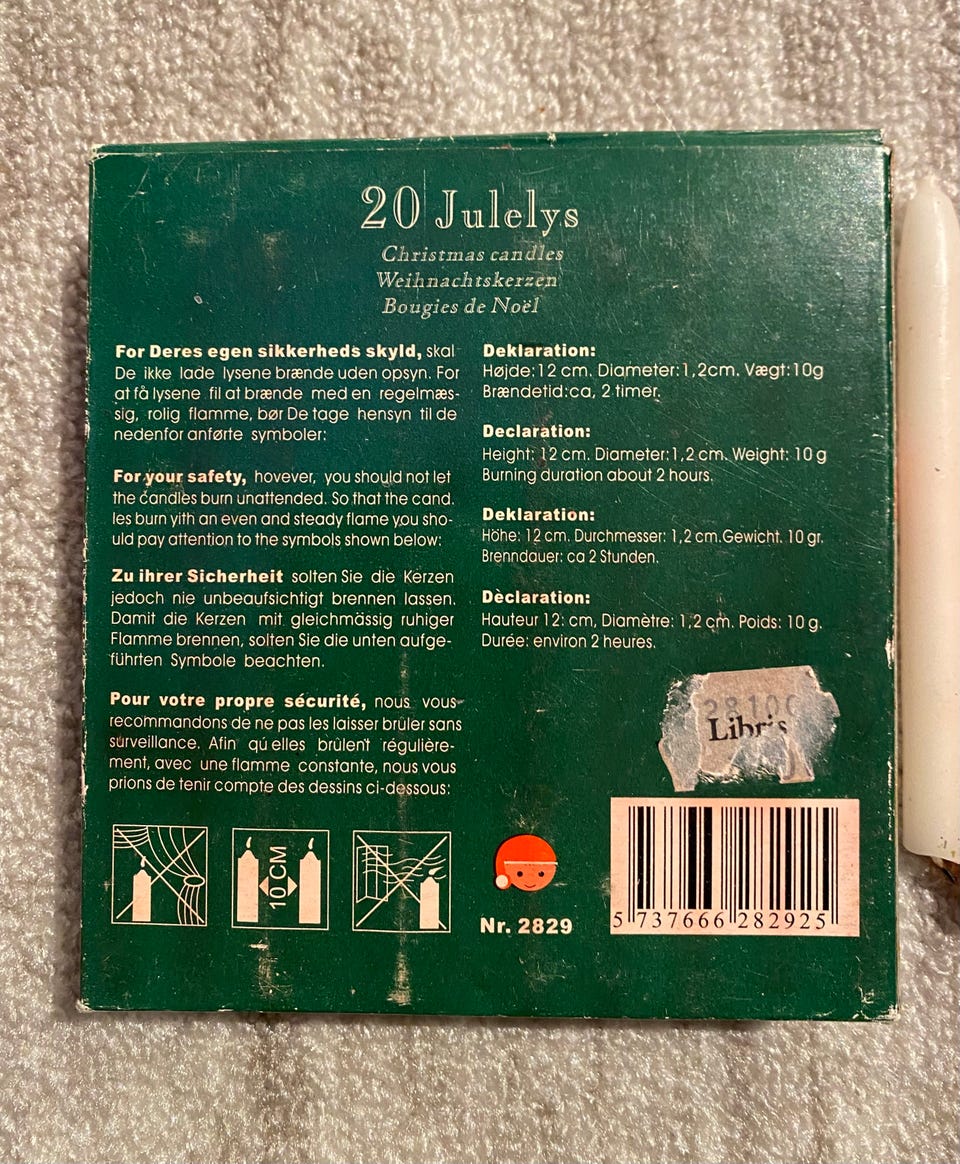 20 Julelys
Christmas candles
Weihnachtskerzen
Bougies de Noël
For Deres egen sikkerheds skyld, skal
De ikke lade lysene brænde uden opsyn. For
at få lysene fil at brænde med en regelmæs-
sig, rolig flamme, bør De tage hensyn til de
nedenfor anførte symboler:
For your safety, hovever, you should not let
the candles burn unattended. So that the cand.
les burn yith an even and steady flame you sho-
uld pay attention to the symbols shown below:
Zu ihrer Sicherheit solten Sie die Kerzen
jedoch nie unbeaufsichtigt brennen lassen.
Damit die Kerzen mit gleichmässig ruhiger
Flamme brennen, solten Sie die unten aufge-
führten Symbole beachten.
Pour votre propre sécurité, nous vous
recommandons de ne pas les laisser brüler sans
surveillance. Afin qú elles brülent régulière-
ment, avec une flamme constante, nous vous
prions de tenir compte des dessins ci-dessous:
10 CM
Deklaration:
Højde: 12 cm. Diameter: 1,2cm. Vægt: 10g
Brændetid: ca, 2 timer.
Declaration:
Height: 12 cm. Diameter: 1,2 cm. Weight: 10 g
Burning duration about 2 hours.
Deklaration:
Höhe: 12 cm. Durchmesser: 1,2 cm. Gewicht. 10 gr.
Brenndauer: ca 2 Stunden.
Dèclaration:
Hauteur 12: cm, Diamètre: 1,2 cm. Poids: 10 g.
Durée: environ 2 heures.
Libris
Nr. 2829
5 737666 282925